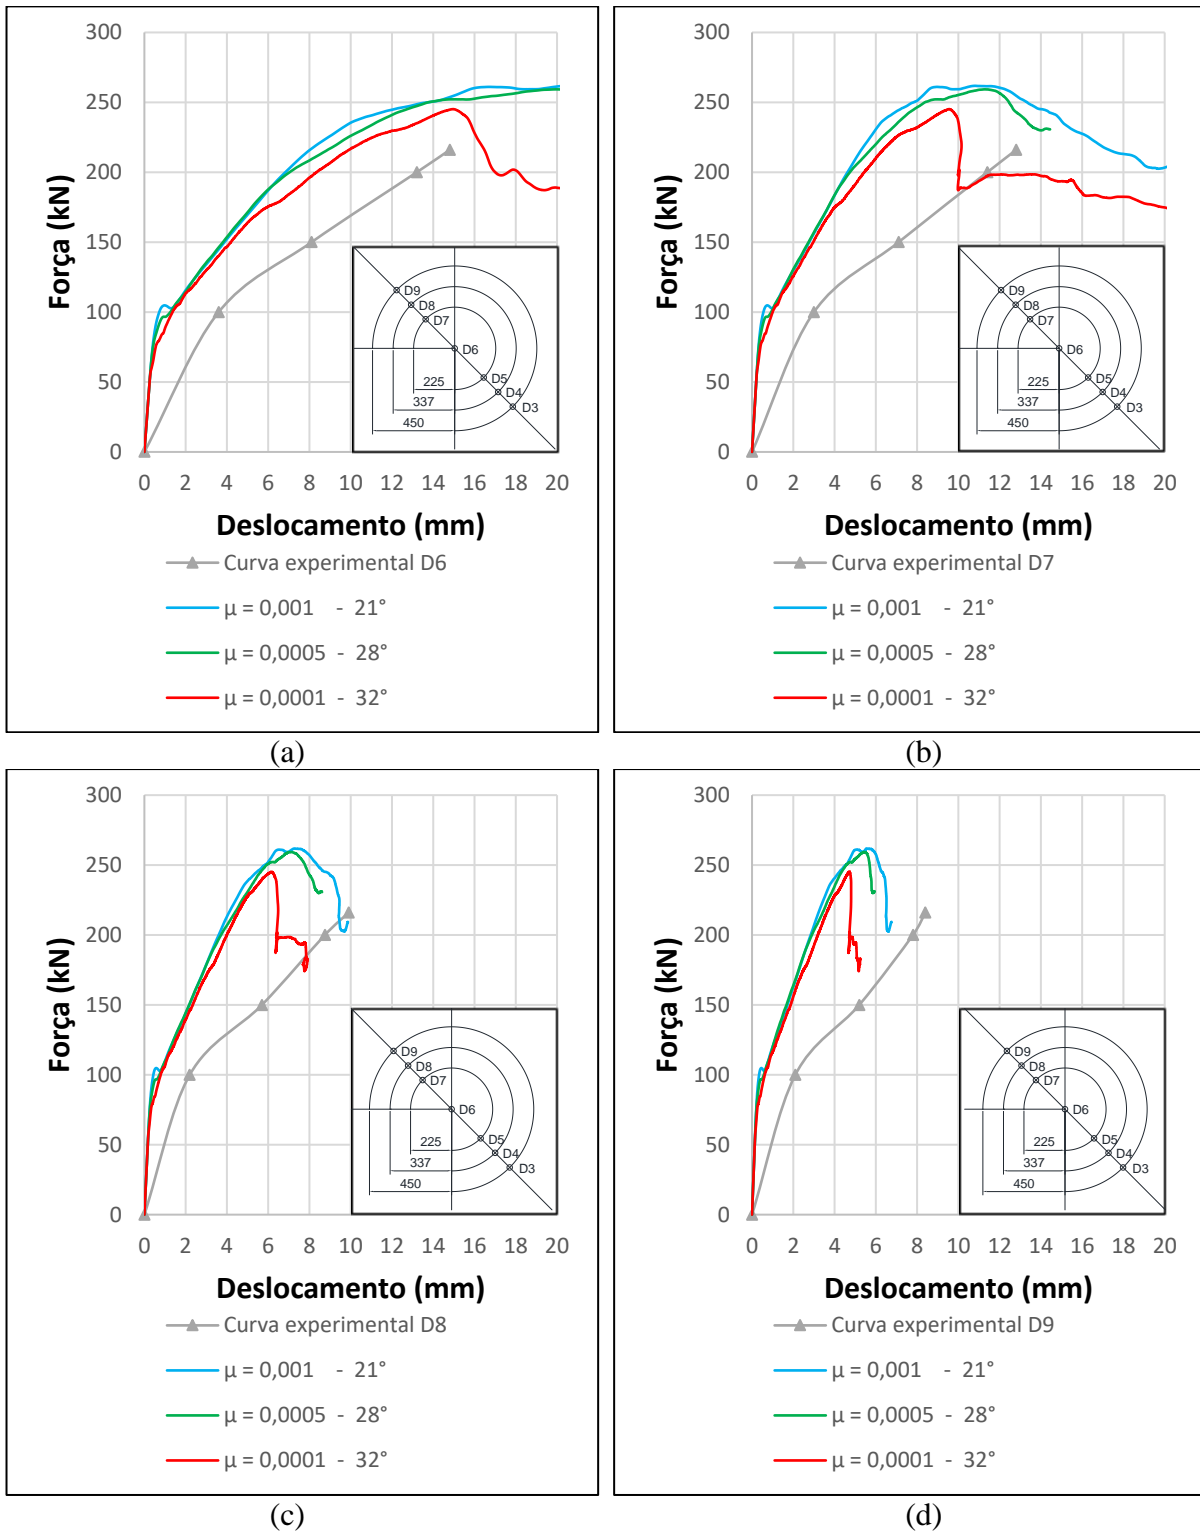 300
250
200
150
100
50
0
Força (kN)
D9
D8
D7
D6
D5
D4
D3
225
337
450
0 2 4 6 8 10 12 14 16 18 20
Deslocamento (mm)
Curva experimental D6
µ = 0,001 - 21°
µ = 0,0005 - 28°
µ = 0,0001 - 32°
(a)
300
250
200
150
100
50
0
Força (kN)
D9
D8
D7
D6
D5
D4
D3
225
337
450
0 2 4 6 8 10 12 14 16 18 20
Deslocamento (mm)
Curva experimental D7
µ = 0,001 - 21°
µ = 0,0005 - 28°
µ = 0,0001 - 32°
(b)
300
250
200
150
100
50
0
Força (kN)
D9
D8
D7
D6
D5
D4
D3
225
337
450
0 2 4 6 8 10 12 14 16 18 20
Deslocamento (mm)
Curva experimental D8
µ = 0,001 - 21°
µ = 0,0005 - 28°
µ = 0,0001 - 32°
(c)
300
250
200
150
100
50
0
Força (kN)
D9
D8
D7
D6
D5
D4
D3
225
337
450
0 2 4 6 8 10 12 14 16 18 20
Deslocamento (mm)
Curva experimental D9
µ = 0,001 - 21°
µ = 0,0005 - 28°
µ = 0,0001 - 32°
(d)